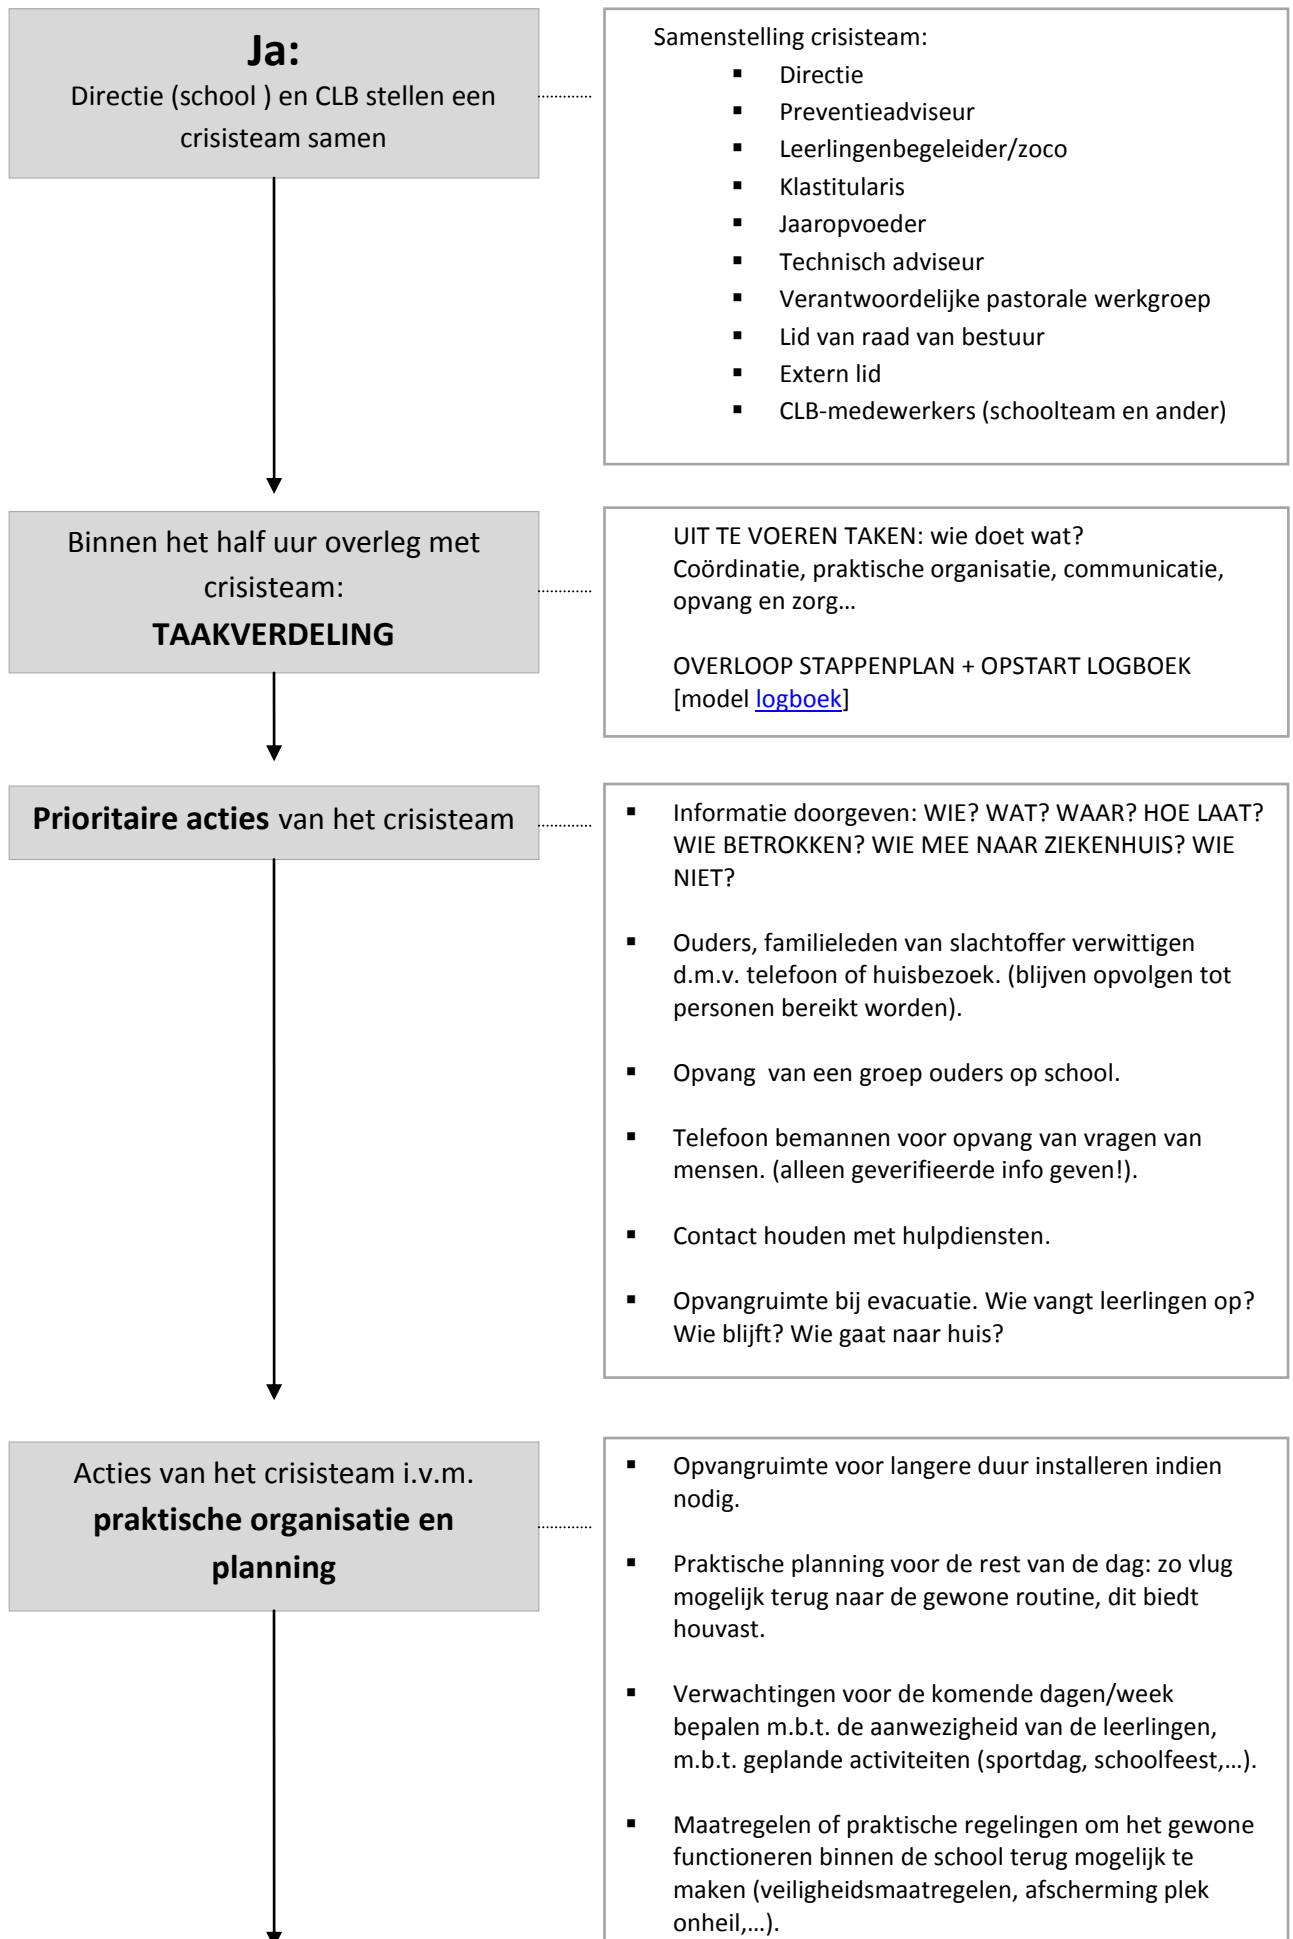 Ja:
Directie (school ) en CLB stellen een
crisisteam samen
Samenstelling crisisteam:
▪ Directie
▪ Preventieadviseur
▪ Leerlingenbegeleider/zoco
▪ Klastitularis
▪ Jaaropvoeder
▪ Technisch adviseur
▪ Verantwoordelijke pastorale werkgroep
▪ Lid van raad van bestuur
▪ Extern lid
▪ CLB-medewerkers (schoolteam en ander)
Binnen het half uur overleg met
crisisteam:
TAAKVERDELING
UIT TE VOEREN TAKEN: wie doet wat?
Coördinatie, praktische organisatie, communicatie,
opvang en zorg…
OVERLOOP STAPPENPLAN + OPSTART LOGBOEK
[model logboek]
Prioritaire acties van het crisisteam
▪ Informatie doorgeven: WIE? WAT? WAAR? HOE LAAT?
WIE BETROKKEN? WIE MEE NAAR ZIEKENHUIS? WIE
NIET?
▪ Ouders, familieleden van slachtoffer verwittigen
d.m.v. telefoon of huisbezoek. (blijven opvolgen tot
personen bereikt worden).
▪ Opvang  van een groep ouders op school.
▪ Telefoon bemannen voor opvang van vragen van
mensen. (alleen geverifieerde info geven!).
▪ Contact houden met hulpdiensten.
▪ Opvangruimte bij evacuatie. Wie vangt leerlingen op?
Wie blijft? Wie gaat naar huis?
Acties van het crisisteam i.v.m.
praktische organisatie en
planning
▪ Opvangruimte voor langere duur installeren indien
nodig.
▪ Praktische planning voor de rest van de dag: zo vlug
mogelijk terug naar de gewone routine, dit biedt
houvast.
▪ Verwachtingen voor de komende dagen/week
bepalen m.b.t. de aanwezigheid van de leerlingen,
m.b.t. geplande activiteiten (sportdag, schoolfeest,…).
▪ Maatregelen of praktische regelingen om het gewone
functioneren binnen de school terug mogelijk te
maken (veiligheidsmaatregelen, afscherming plek
onheil,…).